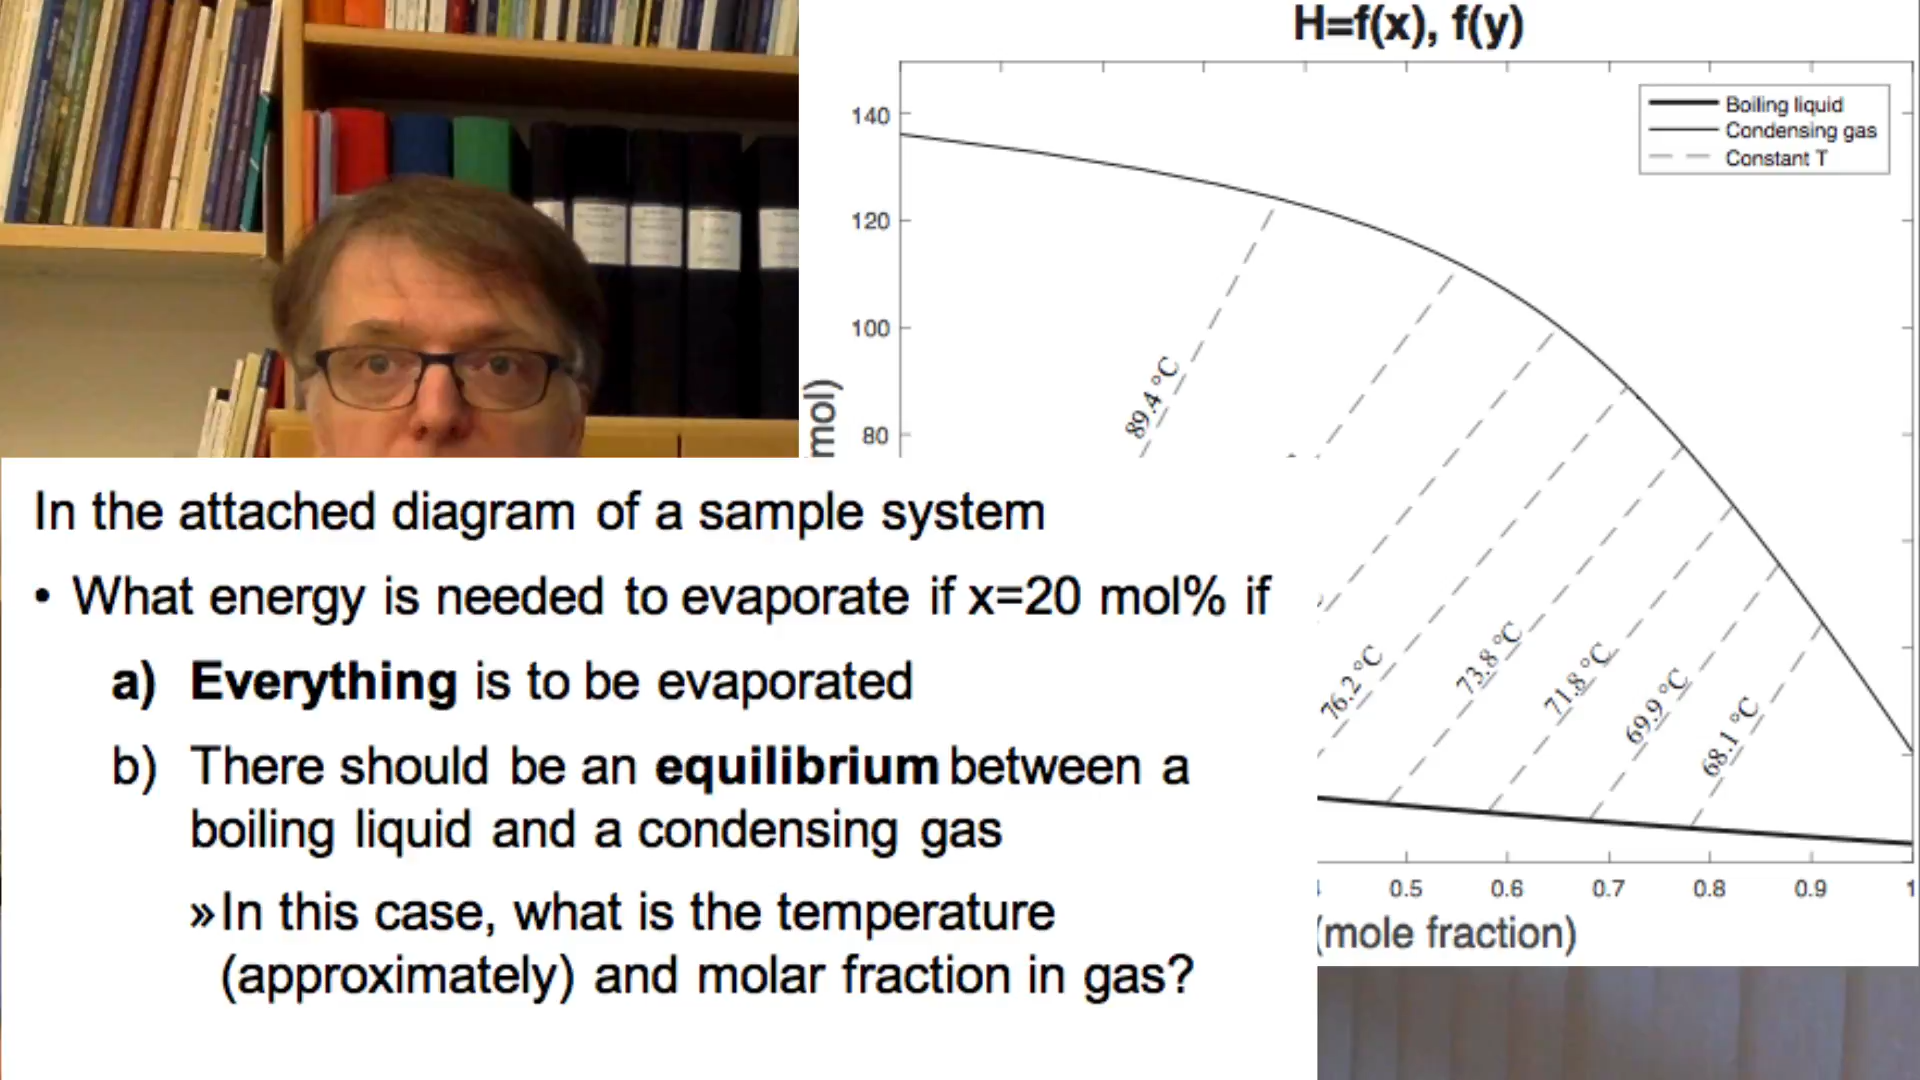 H=f(x), f(y)
Boiling liquid
Condensing gas
Constant T
140
120
100
80
mol)
89.4 °C
76.2 °C
73.8 °C
71.8 °C
69.9 °C
68.1 °C
0.5 0.6 0.7 0.8 0.9 1
(mole fraction)
In the attached diagram of a sample system
• What energy is needed to evaporate if x=20 mol% if
a) Everything is to be evaporated
b) There should be an equilibrium between a
boiling liquid and a condensing gas
» In this case, what is the temperature
(approximately) and molar fraction in gas?